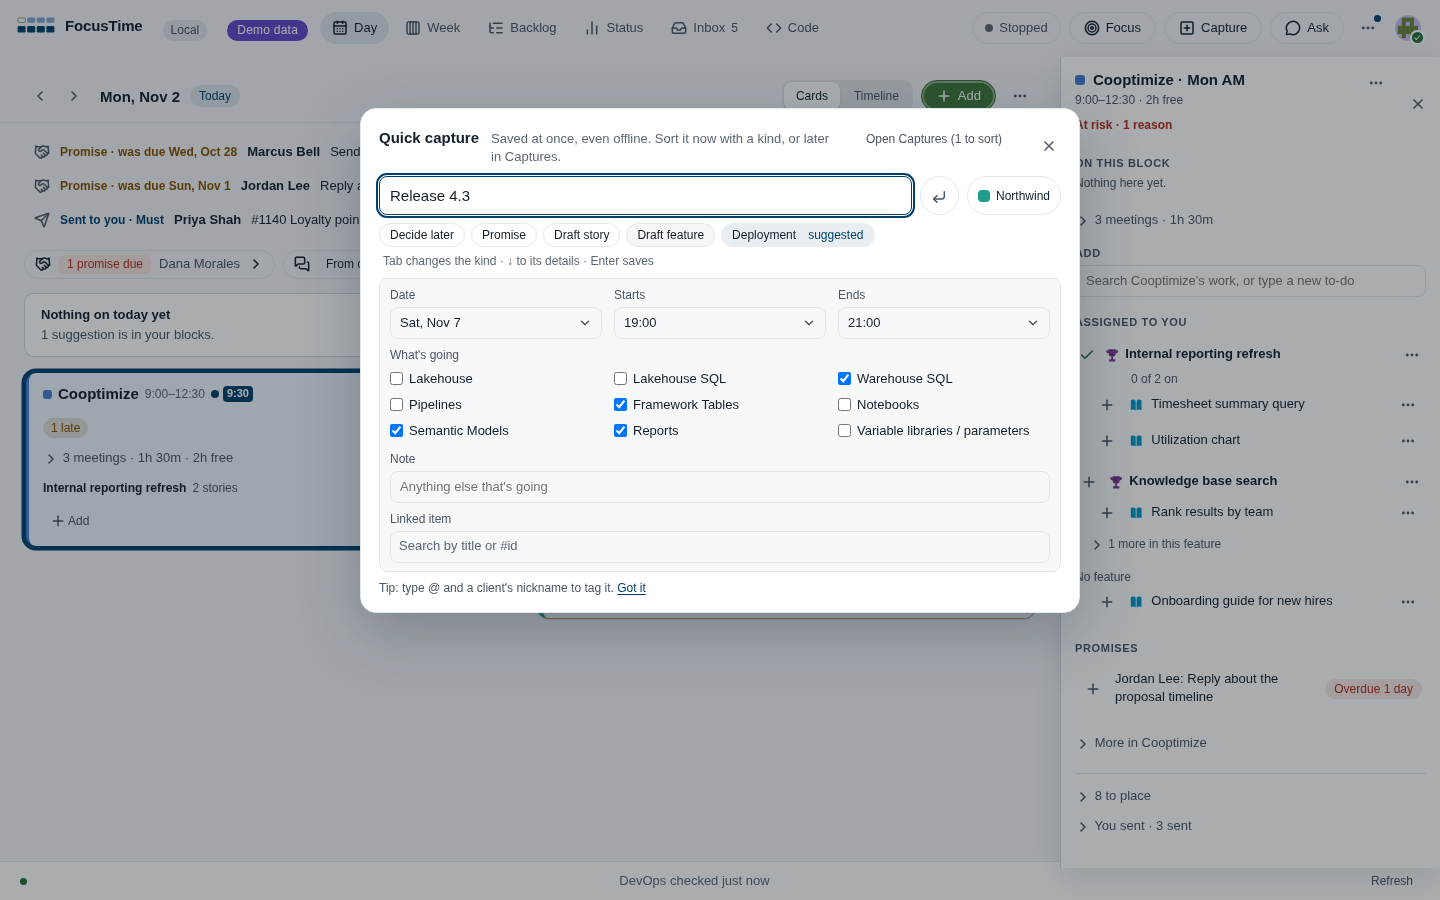 FocusTime
Local
Demo data
Day
Week
Backlog
Status
Inbox 5
Code
Stopped
Focus
Capture
Ask
Mon, Nov 2
Today
Cards
Timeline
Add
Promise · was due Wed, Oct 28 Marcus Bell Send
Promise · was due Sun, Nov 1 Jordan Lee Reply
Sent to you · Must Priya Shah #1140 Loyalty poin
1 promise due Dana Morales
From
Nothing on today yet
1 suggestion is in your blocks.
Cooptimize 9:00–12:30 9:30
1 late
3 meetings · 1h 30m · 2h free
Internal reporting refresh 2 stories
Add
Quick capture
Saved at once, even offline. Sort it now with a kind, or later
in Captures.
Open Captures (1 to sort)
Release 4.3
Northwind
Decide later
Promise
Draft story
Draft feature
Deployment suggested
Tab changes the kind · ↓ to its details · Enter saves
Date
Starts
Ends
Sat, Nov 7
19:00
21:00
What's going
Lakehouse
Lakehouse SQL
Warehouse SQL
Pipelines
Framework Tables
Notebooks
Semantic Models
Reports
Variable libraries / parameters
Note
Anything else that's going
Linked item
Search by title or #id
Tip: type @ and a client's nickname to tag it. Got it
Cooptimize · Mon AM
9:00–12:30 · 2h free
At risk · 1 reason
ON THIS BLOCK
Nothing here yet.
3 meetings · 1h 30m
ADD
Search Cooptimize's work, or type a new to-do
ASSIGNED TO YOU
Internal reporting refresh
0 of 2 on
Timesheet summary query
Utilization chart
Knowledge base search
Rank results by team
1 more in this feature
No feature
Onboarding guide for new hires
PROMISES
Jordan Lee: Reply about the
proposal timeline
Overdue 1 day
More in Cooptimize
8 to place
You sent · 3 sent
DevOps checked just now
Refresh